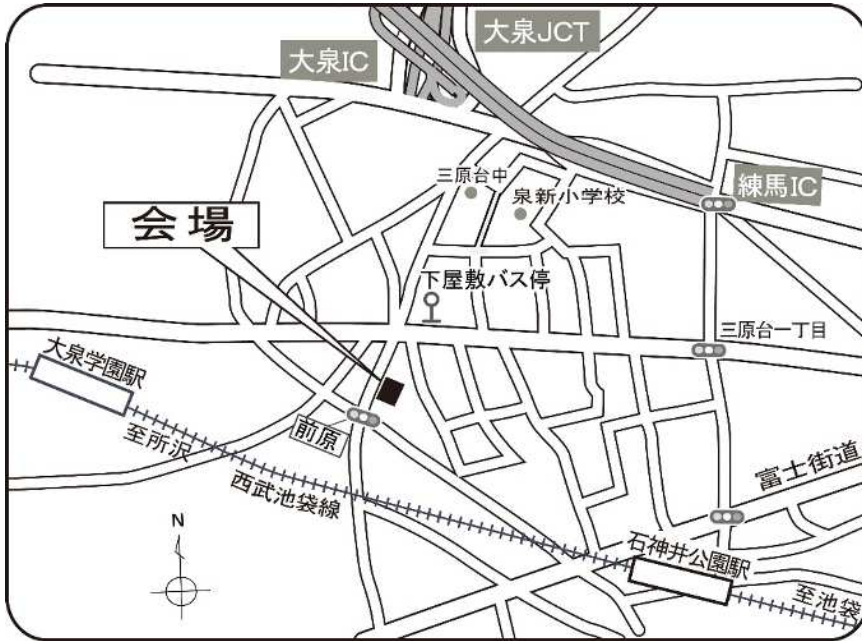 大泉JCT
大泉IC
三原台中
練馬IC
泉新小学校
会場
下屋敷バス停
三原台一丁目
大泉学園駅
前原
至所沢
西武池袋線
富士街道
N
石神井公園駅
至池袋